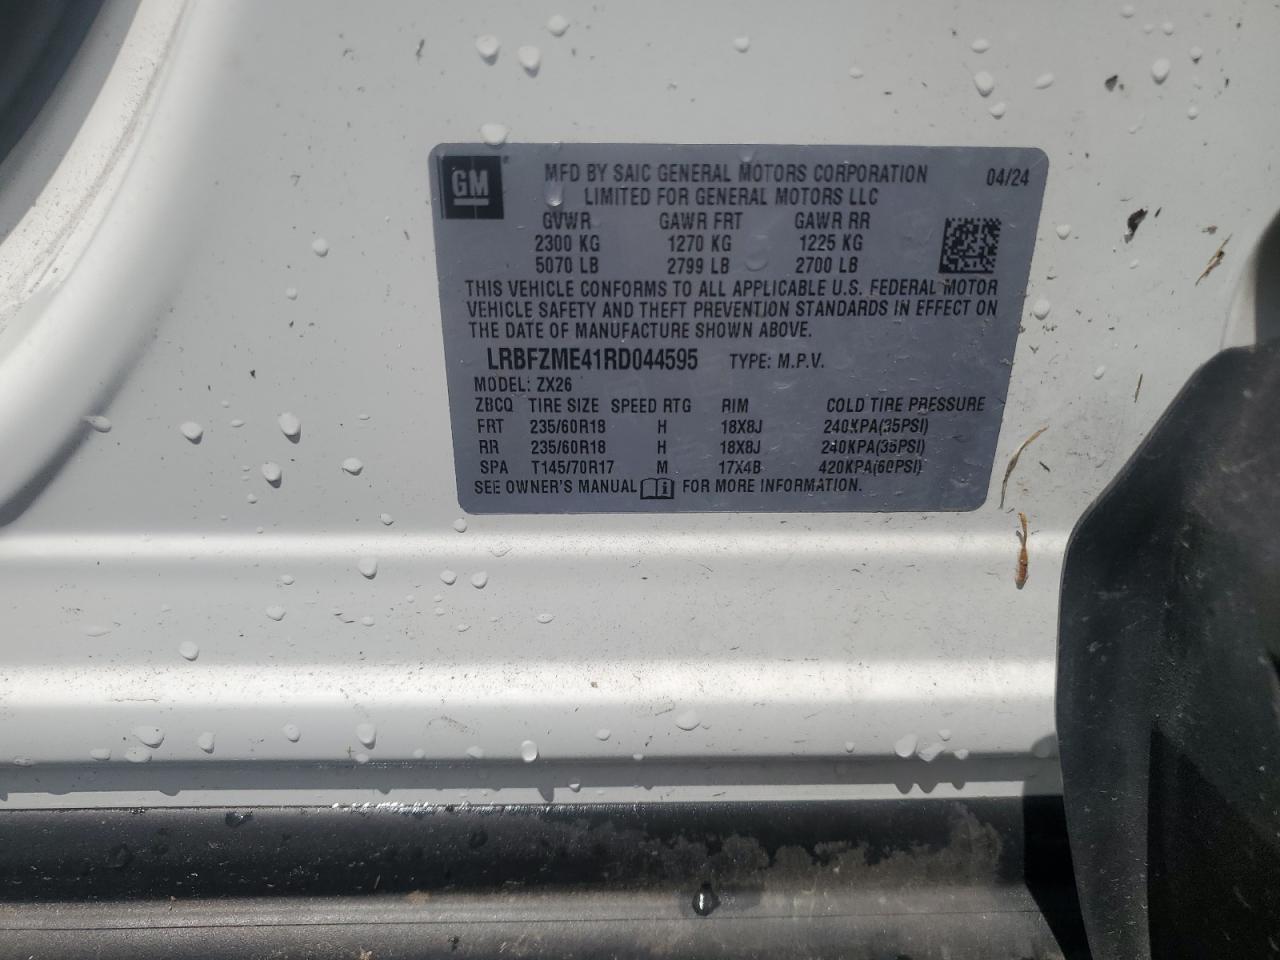 GM
MFD BY SAIC GENERAL MOTORS CORPORATION 04/24
LIMITED FOR GENERAL MOTORS LLC
GVWR GAWR FRT GAWR RR
2300 KG 1270 KG 1225 KG
5070 LB 2799 LB 2700 LB
THIS VEHICLE CONFORMS TO ALL APPLICABLE U.S. FEDERAL MOTOR
VEHICLE SAFETY AND THEFT PREVENTION STANDARDS IN EFFECT ON
THE DATE OF MANUFACTURE SHOWN ABOVE.
LRBFZME41RD044595 TYPE: M.P.V.
MODEL: ZX26
ZBCQ TIRE SIZE SPEED RTG RIM COLD TIRE PRESSURE
FRT 235/60R18 H 18X8J 240KPA(35PSI)
RR 235/60R18 H 18X8J 240KPA(35PSI)
SPA T145/70R17 M 17X4B 420KPA(60PSI)
SEE OWNER'S MANUAL i FOR MORE INFORMATION.